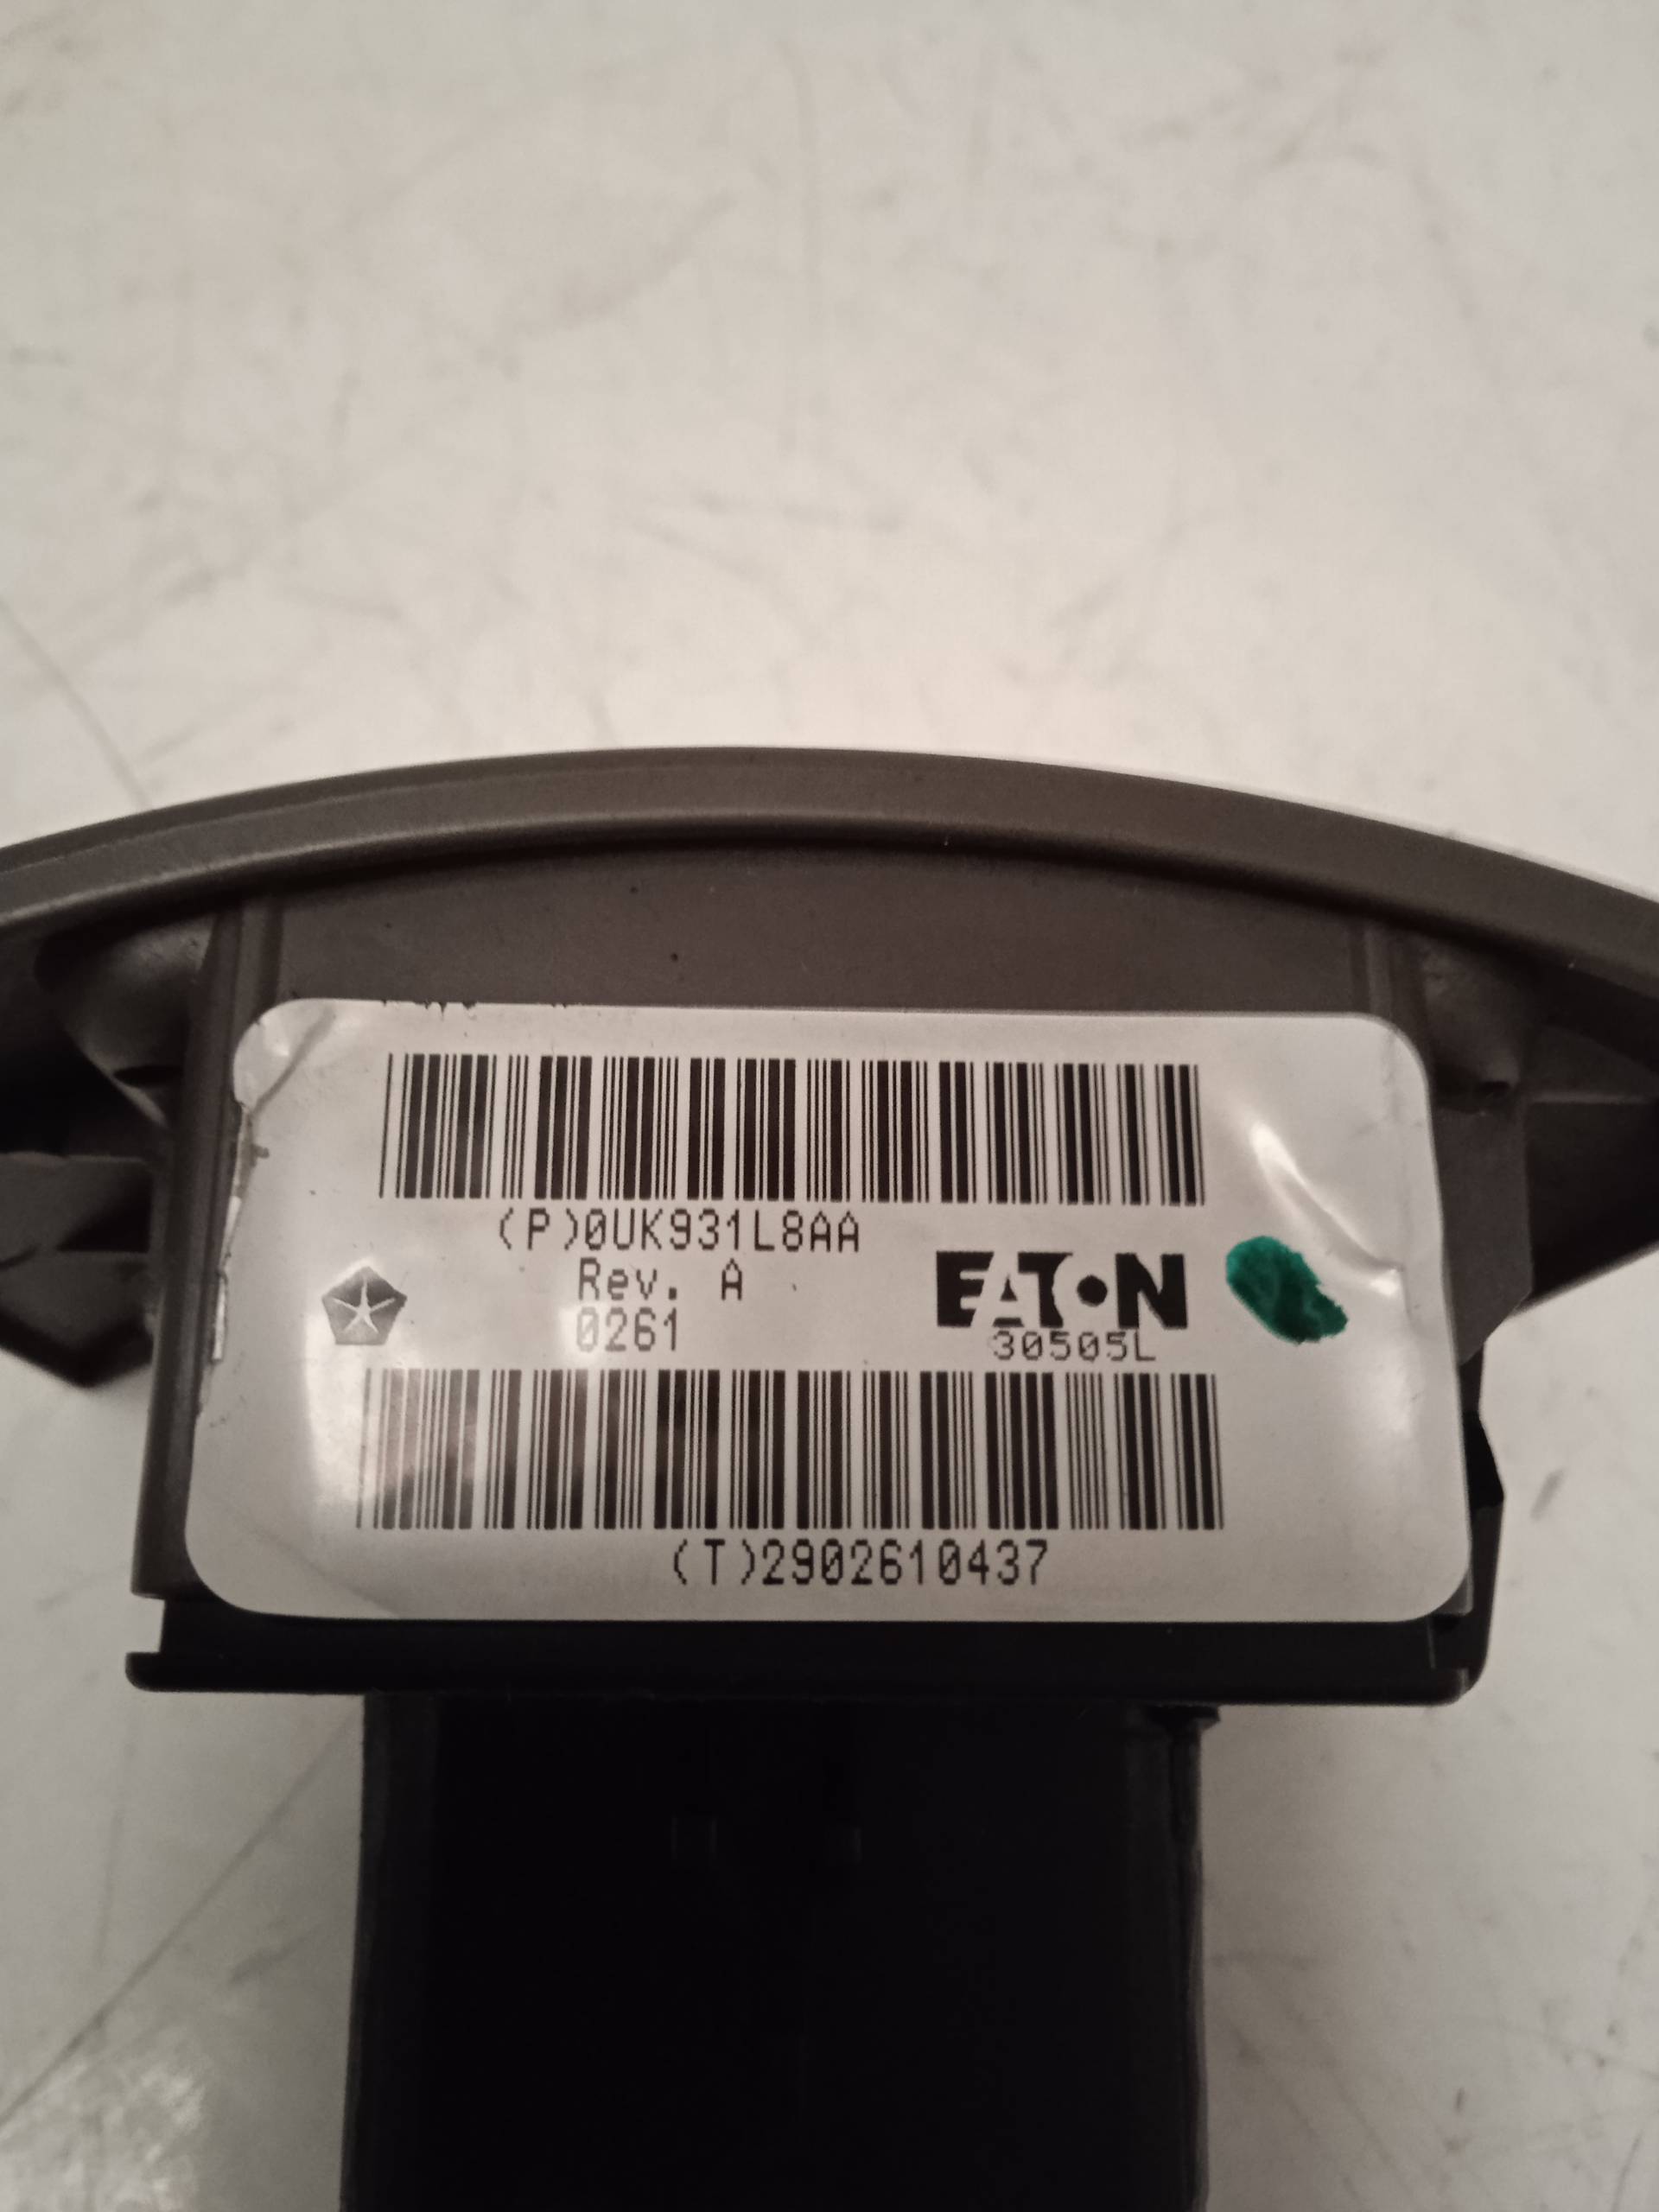 (P)0UK931L8AA
Rev. A
0261
EATON
30505L
(T)2902610437